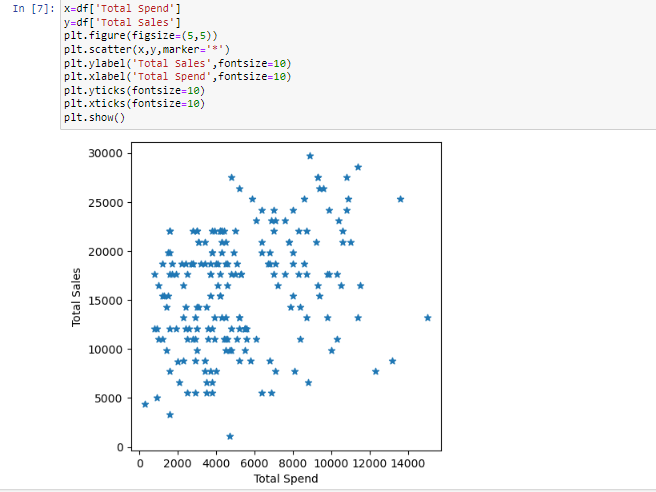 In [7]: x=df['Total Spend']
y=df['Total Sales']
plt.figure(figsize=(5,5))
plt.scatter(x,y,marker='*')
plt.ylabel('Total Sales',fontsize=10)
plt.xlabel('Total Spend',fontsize=10)
plt.yticks(fontsize=10)
plt.xticks(fontsize=10)
plt.show()
30000
25000
20000
15000
10000
5000
0
Total Sales
0 2000 4000 6000 8000 10000 12000 14000
Total Spend